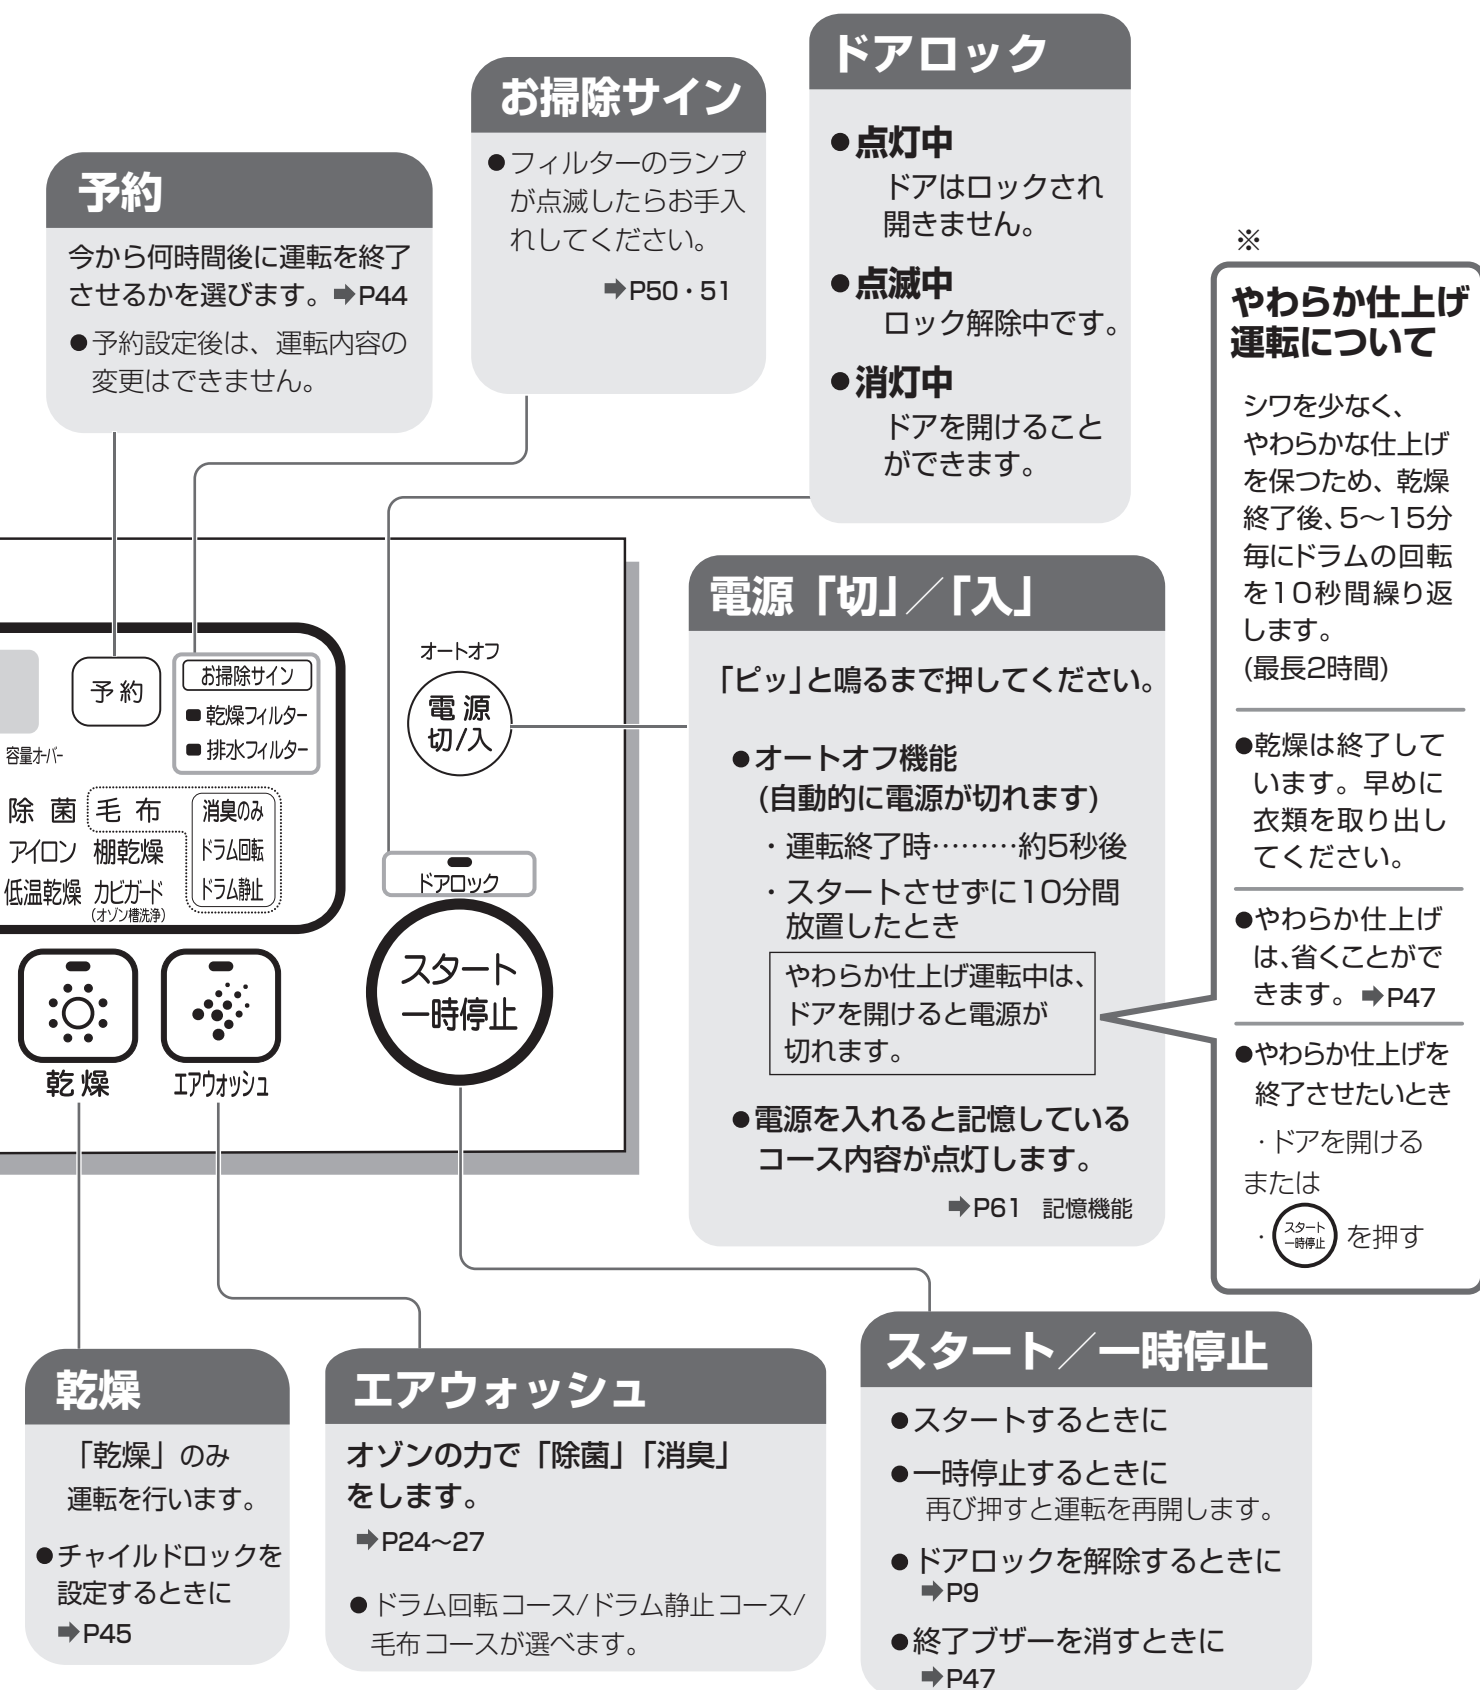 ドアロック
●点灯中
ドアはロックされ
開きません。
●点滅中
ロック解除中です。
●消灯中
ドアを開けること
ができます。
お掃除サイン
●フィルターのランプ
が点滅したらお手入
れしてください。
➡P50・51
予約
今から何時間後に運転を終了
させるかを選びます。➡P44
●予約設定後は、運転内容の
変更はできません。
※
やわらか仕上げ
運転について
シワを少なく、
やわらかな仕上げ
を保つため、乾燥
終了後、5〜15分
毎にドラムの回転
を10秒間繰り返
します。
(最長2時間)
●乾燥は終了して
います。早めに
衣類を取り出し
てください。
●やわらか仕上げ
は、省くことがで
きます。➡P47
●やわらか仕上げを
終了させたいとき
・ドアを開ける
または
・スタート
一時停止 を押す
電源「切」／「入」
「ピッ」と鳴るまで押してください。
●オートオフ機能
(自動的に電源が切れます)
・運転終了時………約5秒後
・スタートさせずに10分間
放置したとき
やわらか仕上げ運転中は、
ドアを開けると電源が
切れます。
●電源を入れると記憶している
コース内容が点灯します。
➡P61 記憶機能
予約
お掃除サイン
乾燥フィルター
排水フィルター
容量オーバー
除菌 毛布 消臭のみ
アイロン 棚乾燥 ドラム回転
低温乾燥 カビガード ドラム静止
(オゾン槽洗浄)
オートオフ
電源
切/入
ドアロック
スタート
一時停止
乾燥
エアウォッシュ
乾燥
「乾燥」のみ
運転を行います。
●チャイルドロックを
設定するときに
➡P45
エアウォッシュ
オゾンの力で「除菌」「消臭」
をします。
➡P24〜27
●ドラム回転コース/ドラム静止コース/
毛布コースが選べます。
スタート／一時停止
●スタートするときに
●一時停止するときに
再び押すと運転を再開します。
●ドアロックを解除するときに
➡P9
●終了ブザーを消すときに
➡P47